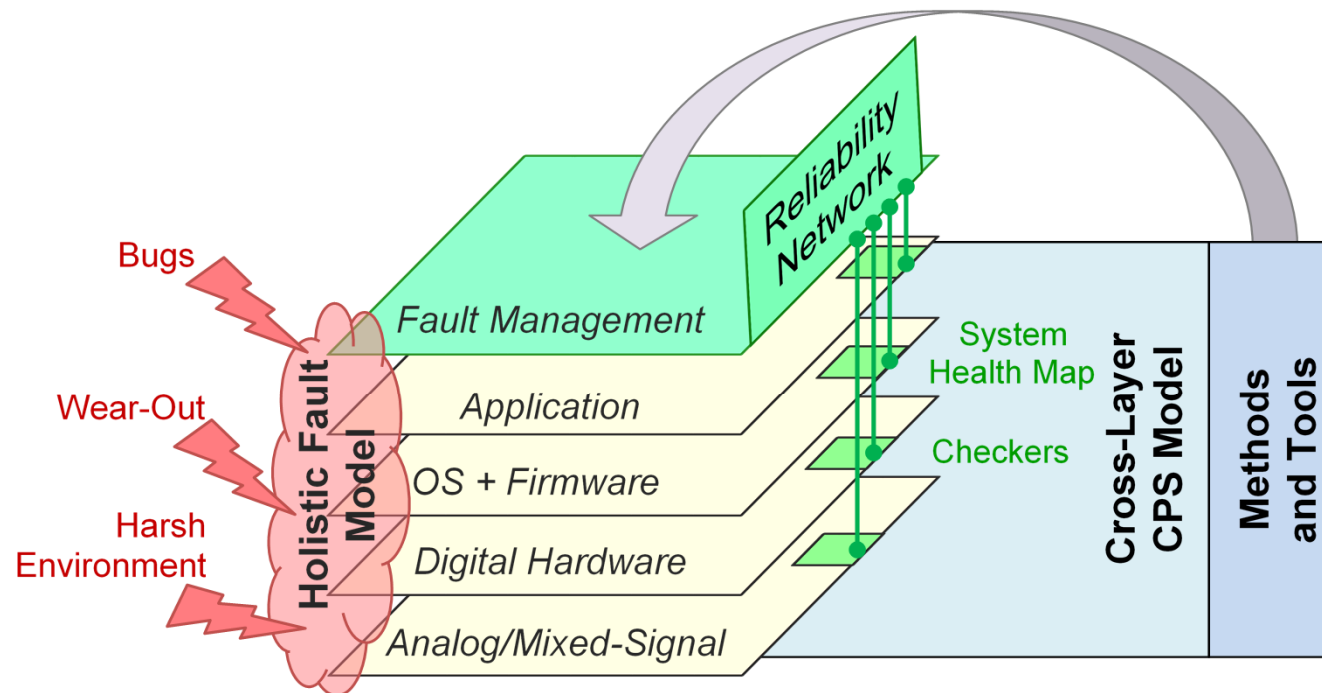 Reliability
Network
Bugs
Fault Management
Wear-Out
Application
System
Health Map
Harsh
Environment
OS + Firmware
Checkers
Digital Hardware
Analog/Mixed-Signal
Holistic Fault
Model
Cross-Layer
CPS Model
Methods
and Tools